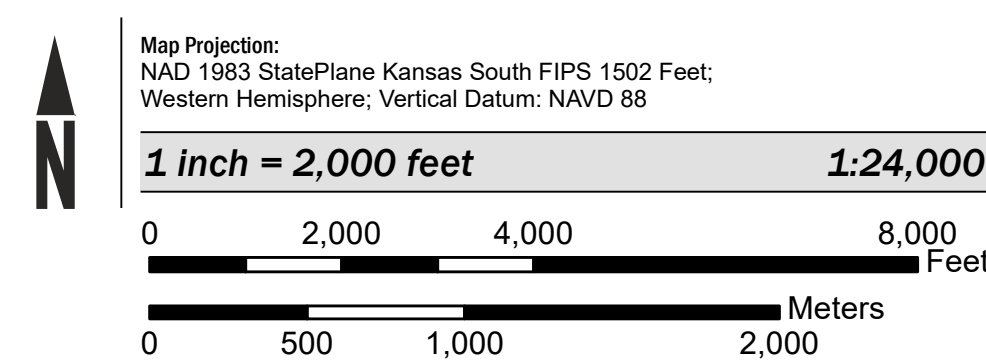 N
Map Projection:
NAD 1983 StatePlane Kansas South FIPS 1502 Feet;
Western Hemisphere; Vertical Datum: NAVD 88
1 inch = 2,000 feet 1:24,000
0 2,000 4,000 8,000
Feet
Meters
0 500 1,000 2,000